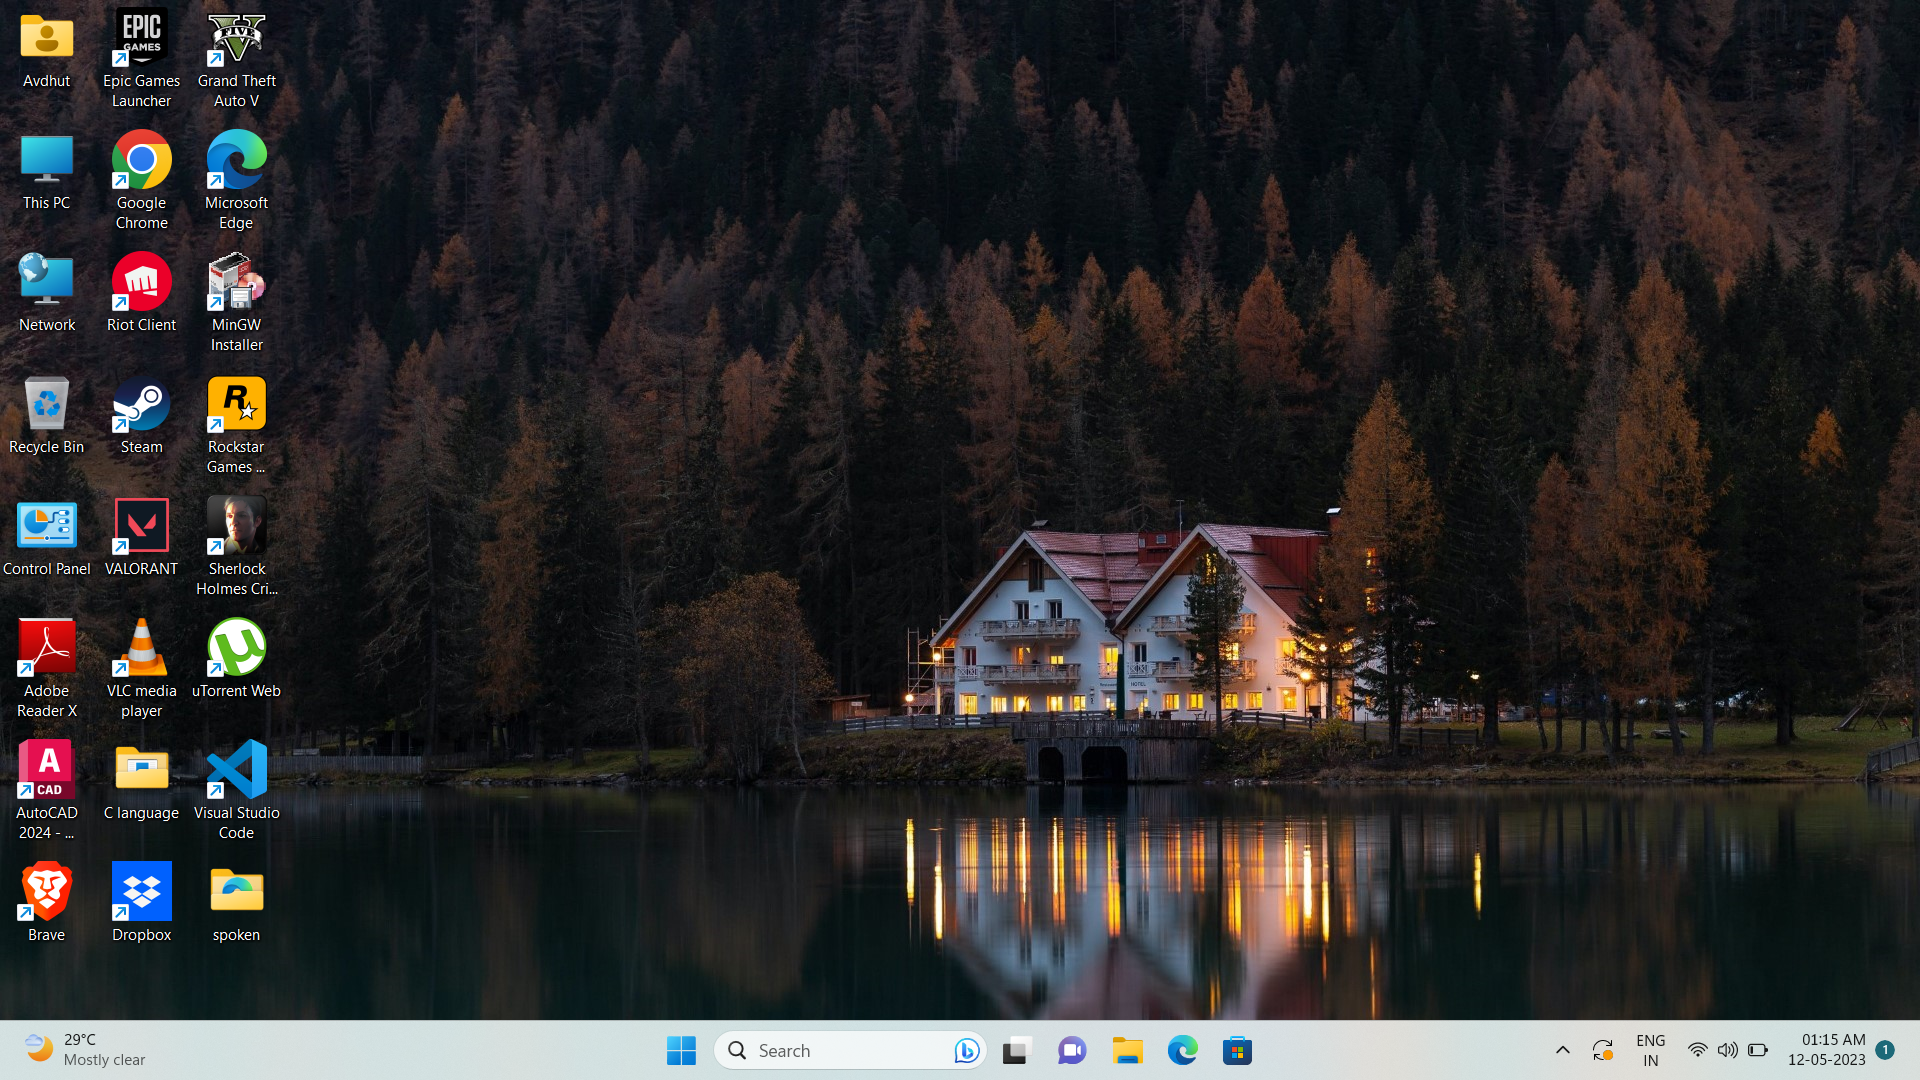 Avdhut
EPIC
GAMES
Epic Games
Launcher
FIVE
Grand Theft
Auto V
This PC
Google
Chrome
Microsoft
Edge
Network
Riot Client
MinGW
Installer
Recycle Bin
Steam
R
Rockstar
Games ...
Control Panel
VALORANT
Sherlock
Holmes Cri...
Adobe
Reader X
VLC media
player
µ
uTorrent Web
A
CAD
AutoCAD
2024 - ...
C language
Visual Studio
Code
Brave
Dropbox
spoken
HOTEL
29°C
Mostly clear
Search
ENG
IN
01:15 AM
12-05-2023
1